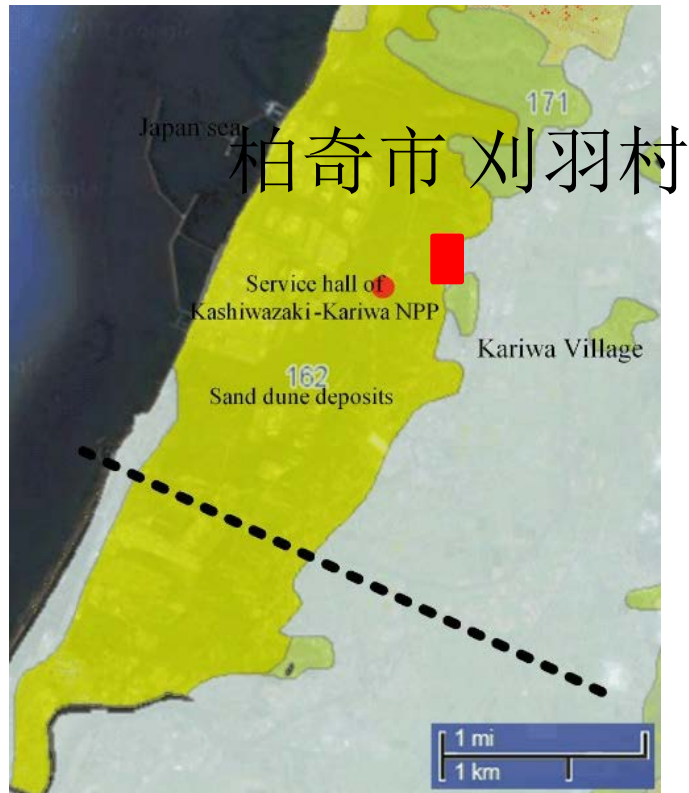 171
Japan sea
柏奇市 刈羽村
Service hall of
Kashiwazaki-Kariwa NPP
Kariwa Village
162
Sand dune deposits
1 mi
1 km